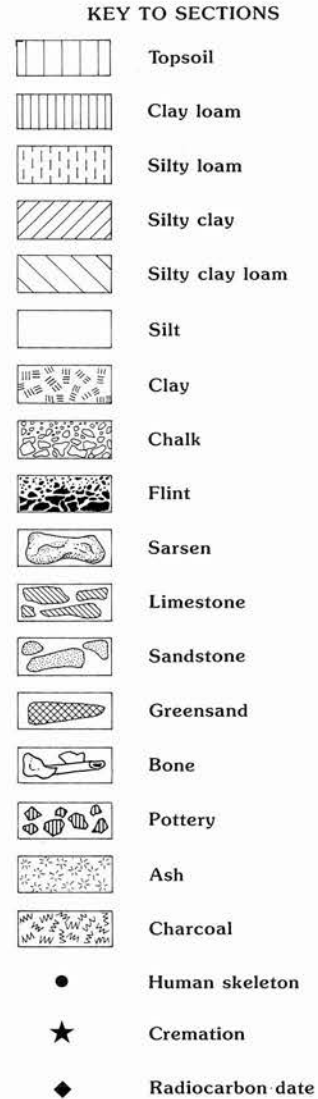 KEY TO SECTIONS
Topsoil
Clay loam
Silty loam
Silty clay
Silty clay loam
Silt
Clay
Chalk
Flint
Sarsen
Limestone
Sandstone
Greensand
Bone
Pottery
Ash
Charcoal
Human skeleton
Cremation
Radiocarbon date